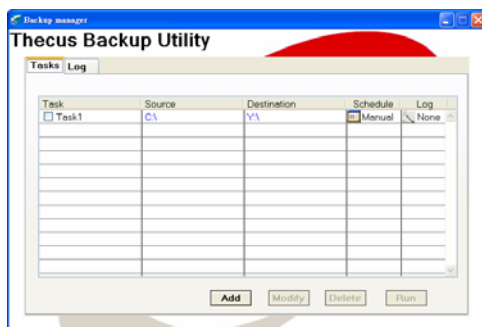 Backup manager
Thecus Backup Utility
Tasks Log
Task Source Destination Schedule Log
Task1 C:\ Y:\ Manual None
Add Modify Delete Run